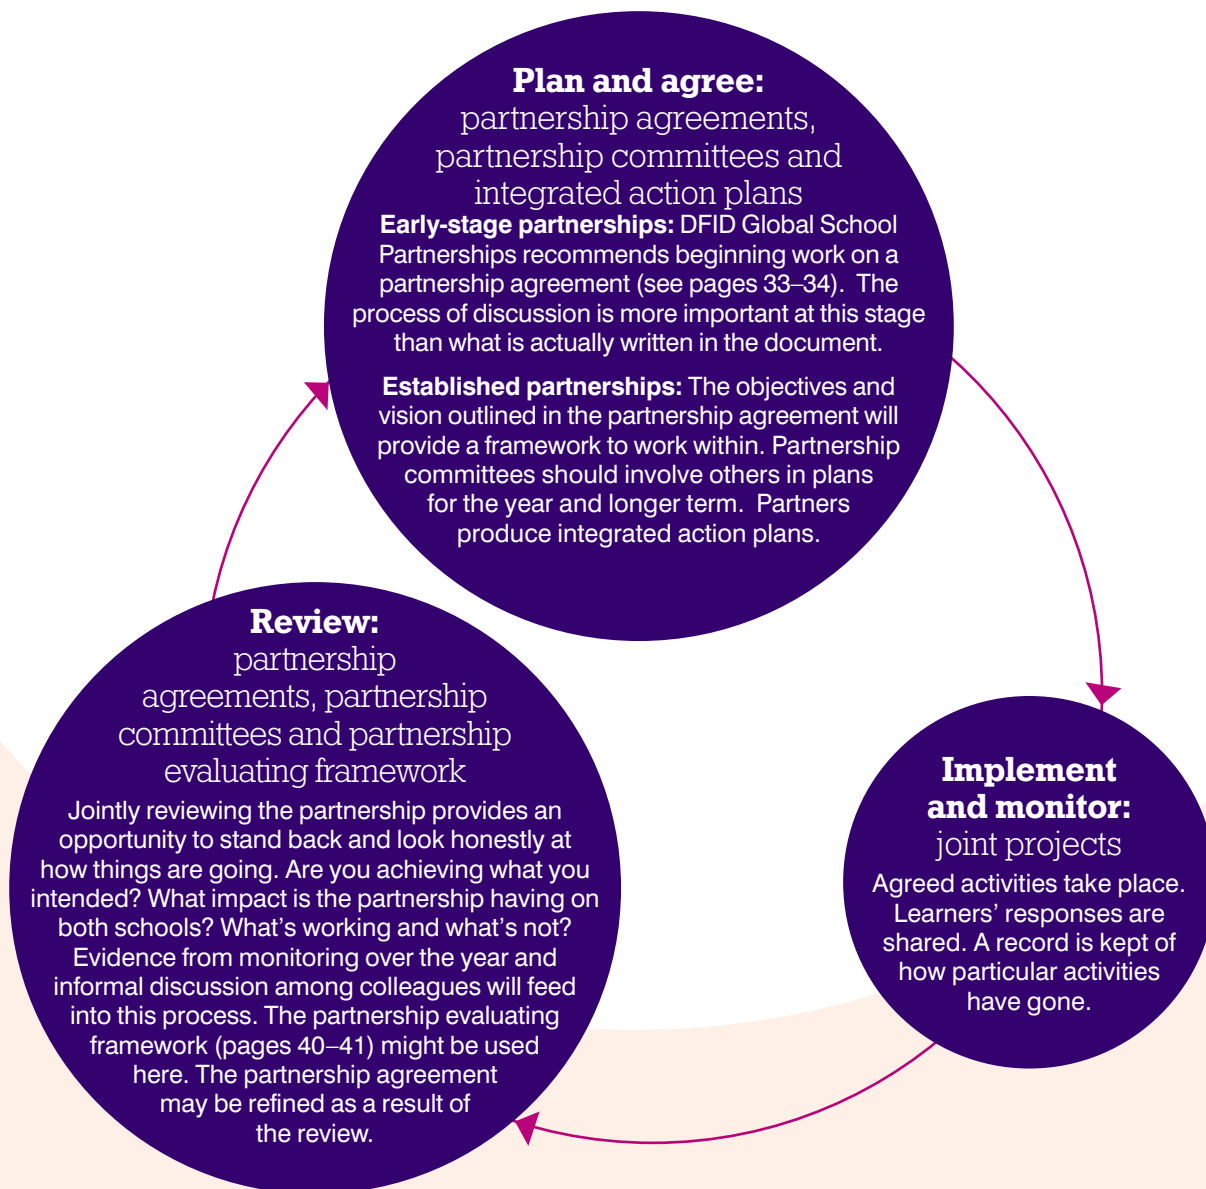 Plan and agree:
partnership agreements,
partnership committees and
integrated action plans
Early-stage partnerships: DFID Global School
Partnerships recommends beginning work on a
partnership agreement (see pages 33–34).  The
process of discussion is more important at this stage
than what is actually written in the document.
Established partnerships: The objectives and
vision outlined in the partnership agreement will
provide a framework to work within. Partnership
committees should involve others in plans
for the year and longer term.  Partners
produce integrated action plans.
Implement
and monitor:
joint projects
Agreed activities take place.
Learners’ responses are
shared. A record is kept of
how particular activities
have gone.
Review:
partnership
agreements, partnership
committees and partnership
evaluating framework
Jointly reviewing the partnership provides an
opportunity to stand back and look honestly at
how things are going. Are you achieving what you
intended? What impact is the partnership having on
both schools? What’s working and what’s not?
Evidence from monitoring over the year and
informal discussion among colleagues will feed
into this process. The partnership evaluating
framework (pages 40–41) might be used
here. The partnership agreement
may be refined as a result of
the review.